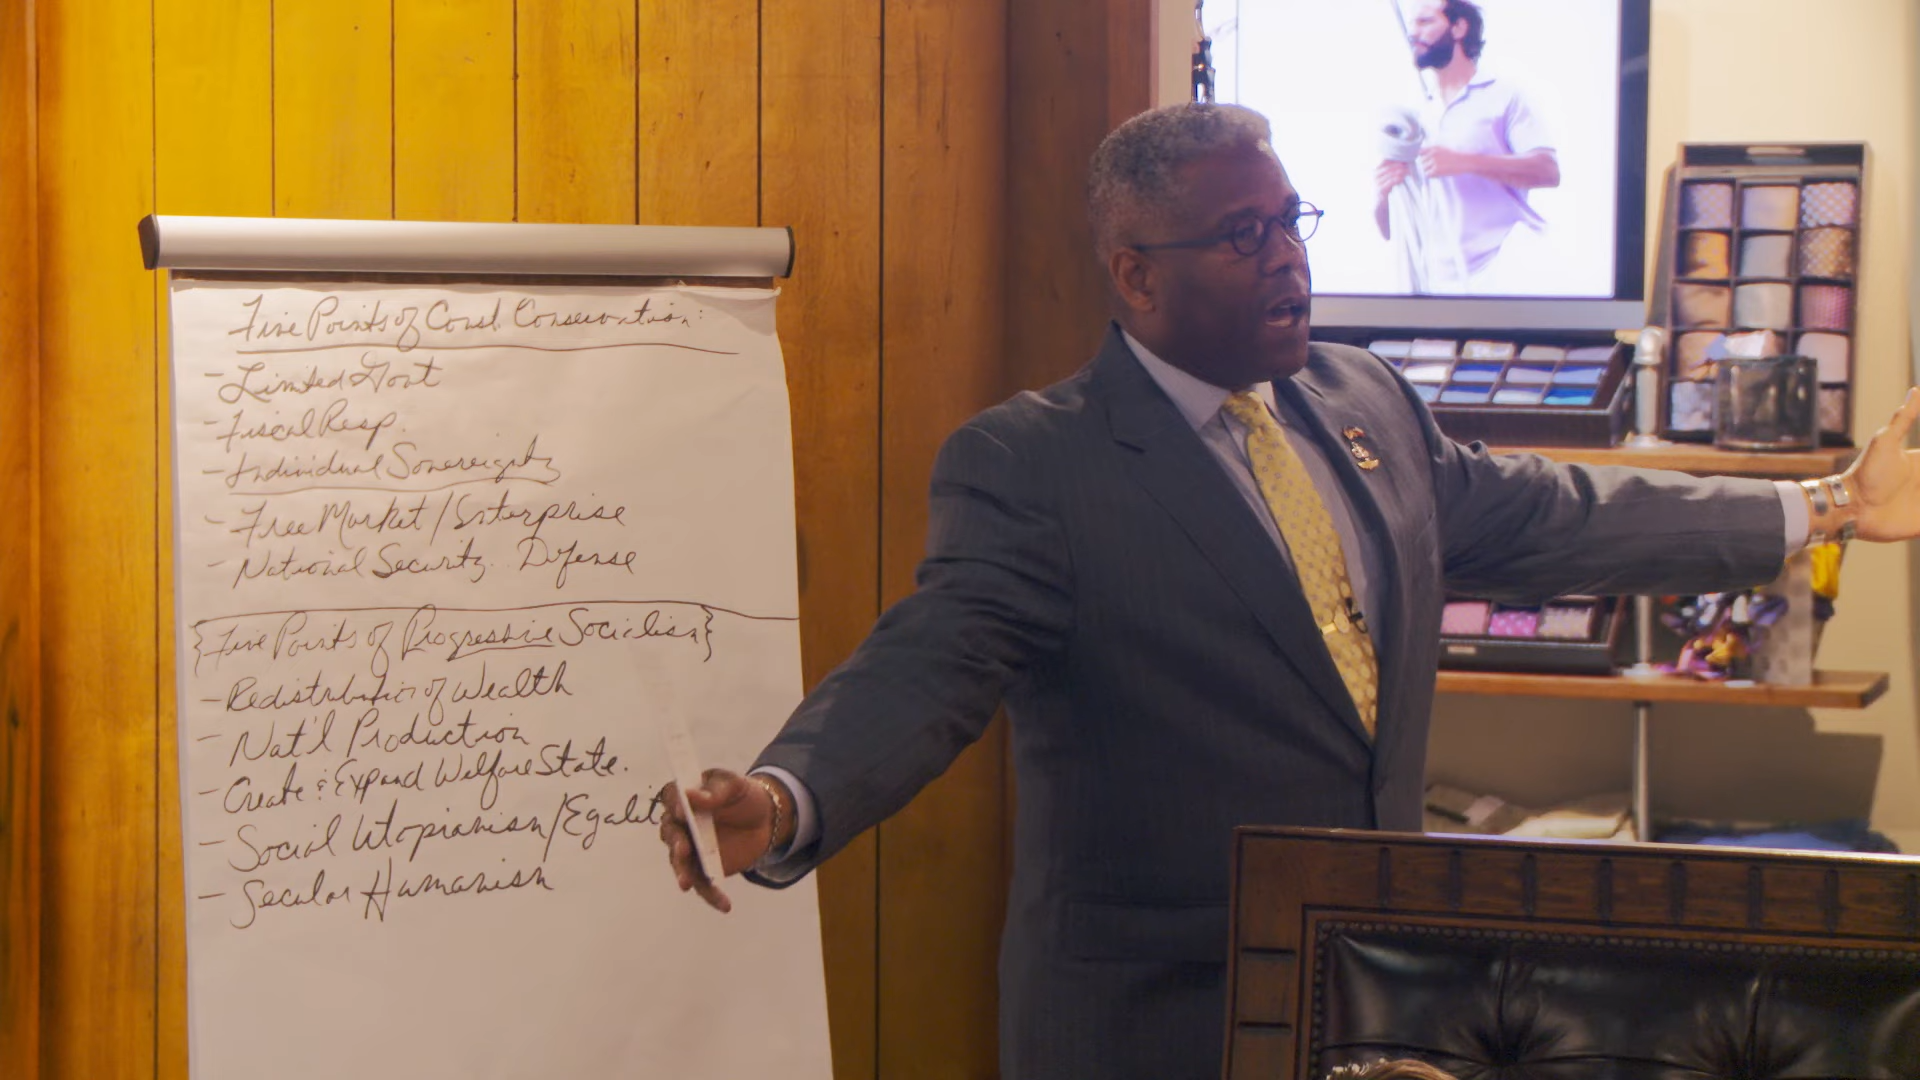 Five Points of Const. Conservatism:
- Limited Govt
- Fiscal Resp.
- Individual Sovereignty
- Free Market/Enterprise
- National Security. Defense
{Five Points of Progressive Socialism}
- Redistribution of Wealth
- Nat'l Production
- Create & Expand Welfare State.
- Social Utopianism/Egalit
- Secular Humanism